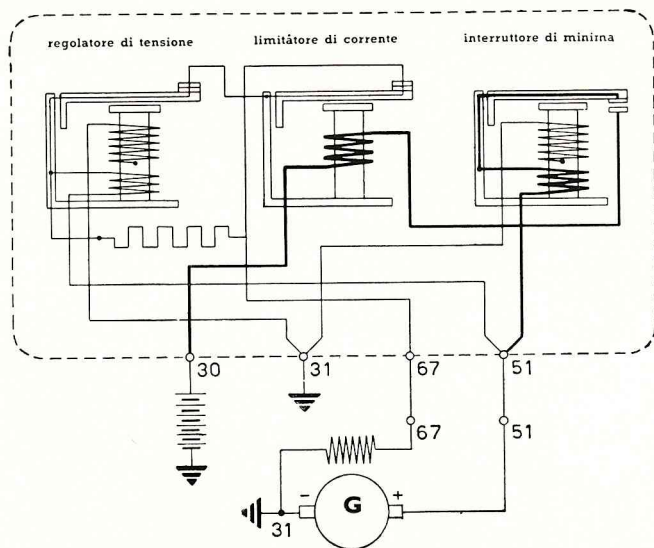 regolatore di tensione
limitatore di corrente
interruttore di minima
30
31
67
51
67
51
31
-
G
+